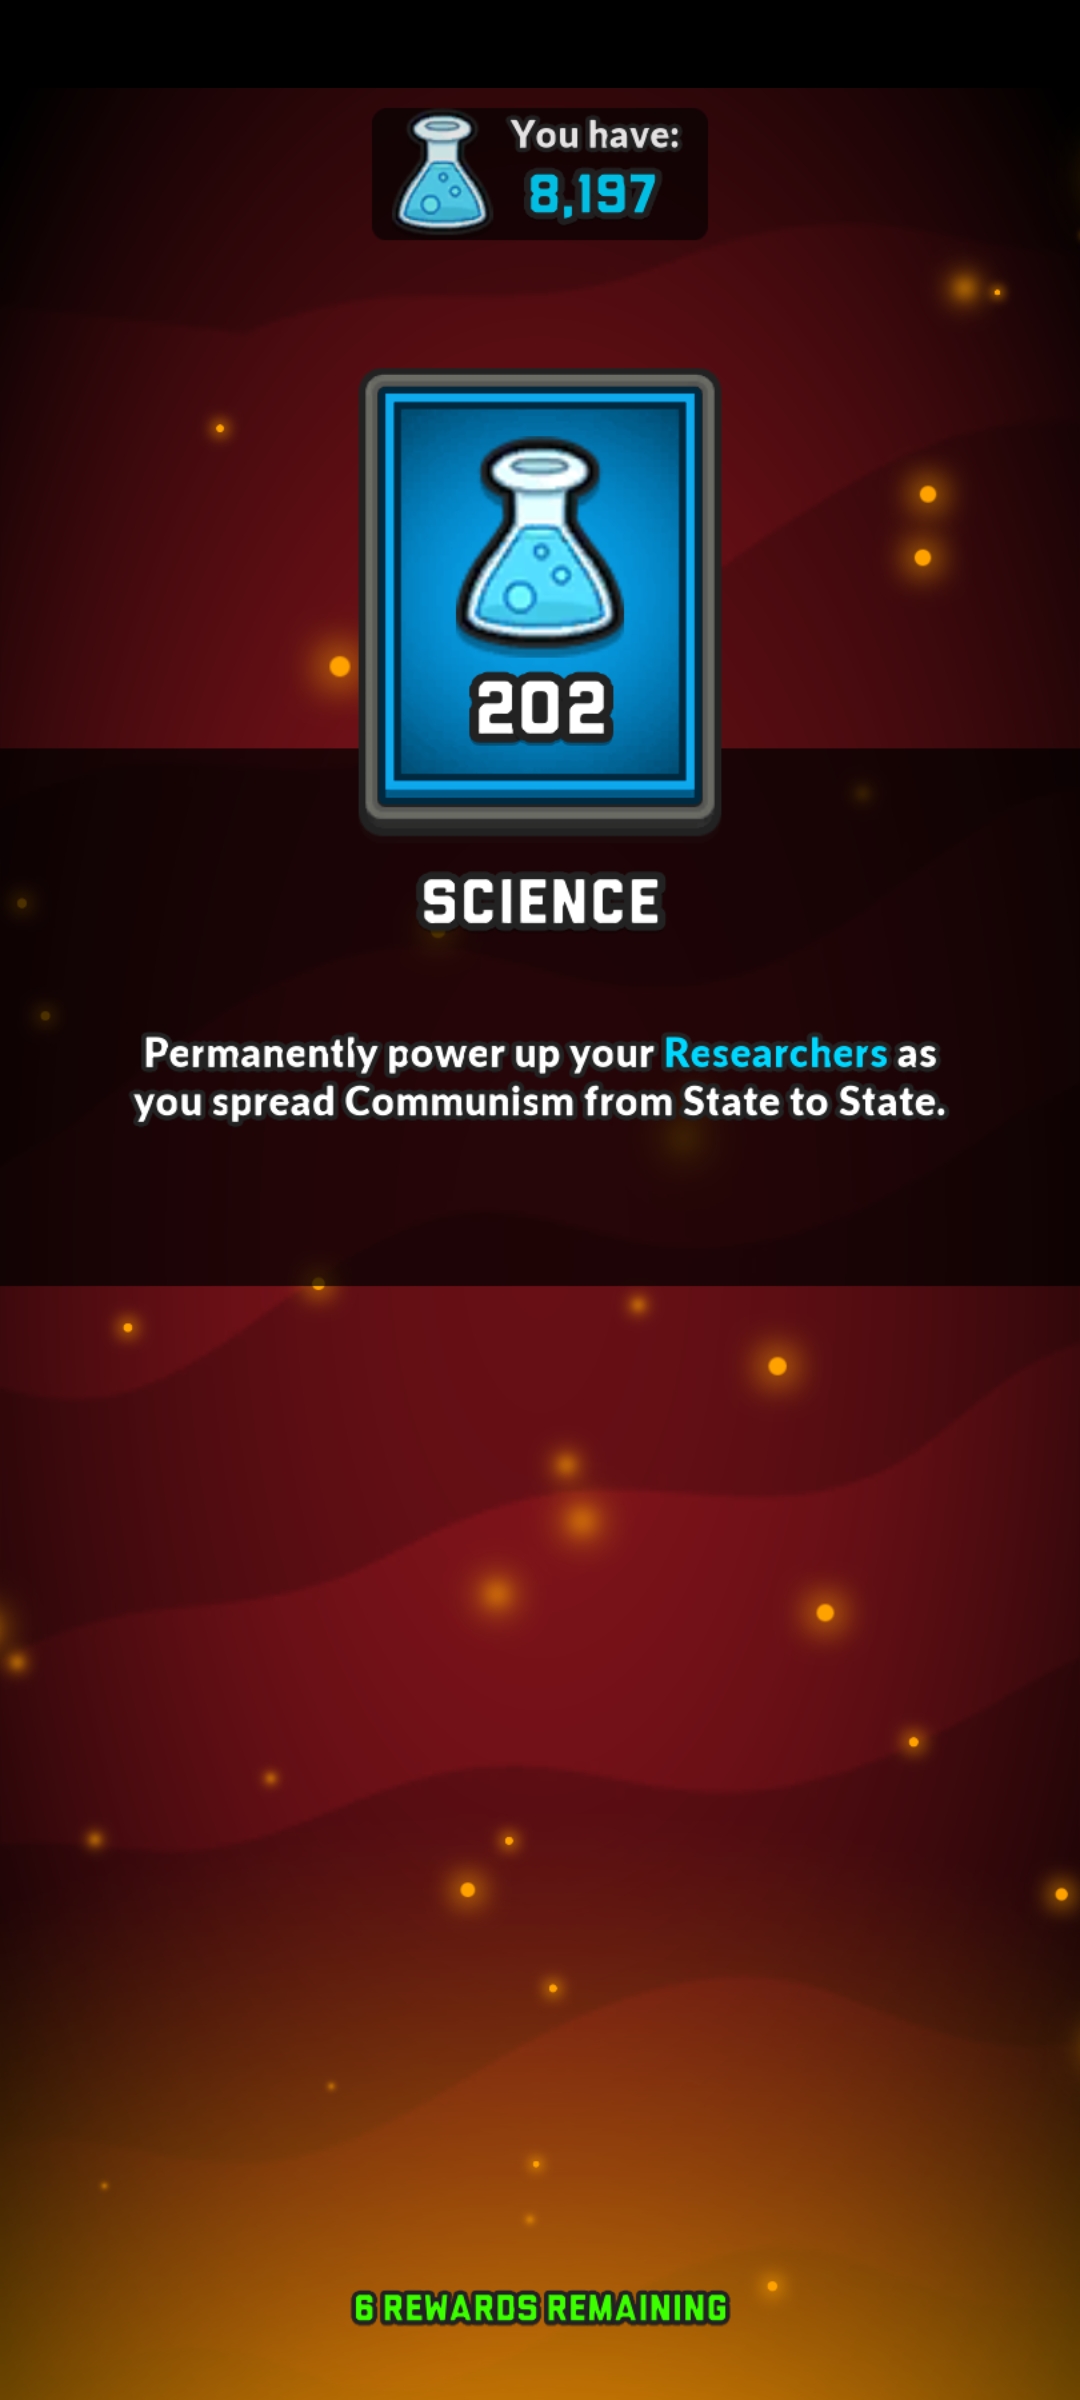 You have:
8,197
202
SCIENCE
Permanently power up your Researchers as
you spread Communism from State to State.
6 REWARDS REMAINING